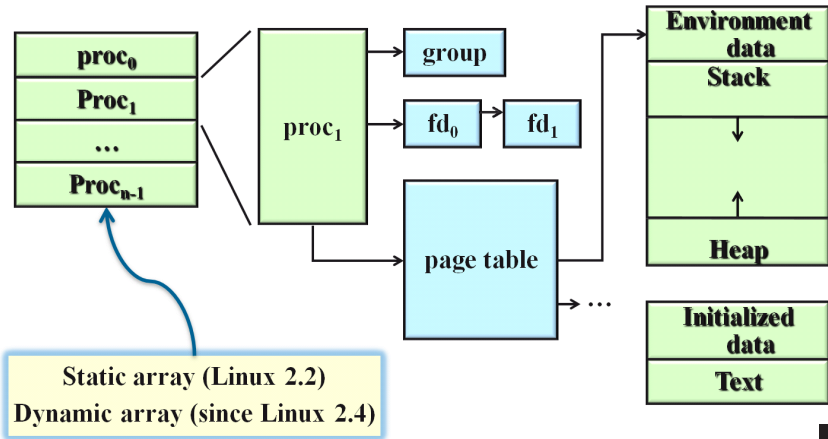 proc₀
Proc₁
...
Procₙ₋₁
proc₁
group
fd₀
fd₁
page table
...
Environment
data
Stack
Heap
Initialized
data
Text
Static array (Linux 2.2)
Dynamic array (since Linux 2.4)